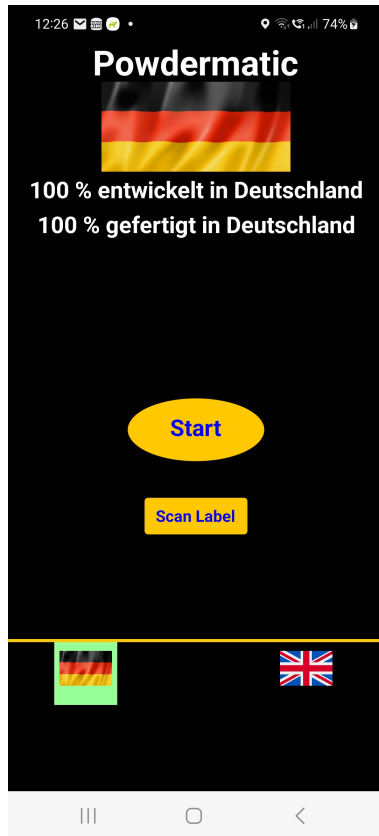 12:26
74%
Powdermatic
100 % entwickelt in Deutschland
100 % gefertigt in Deutschland
Start
Scan Label